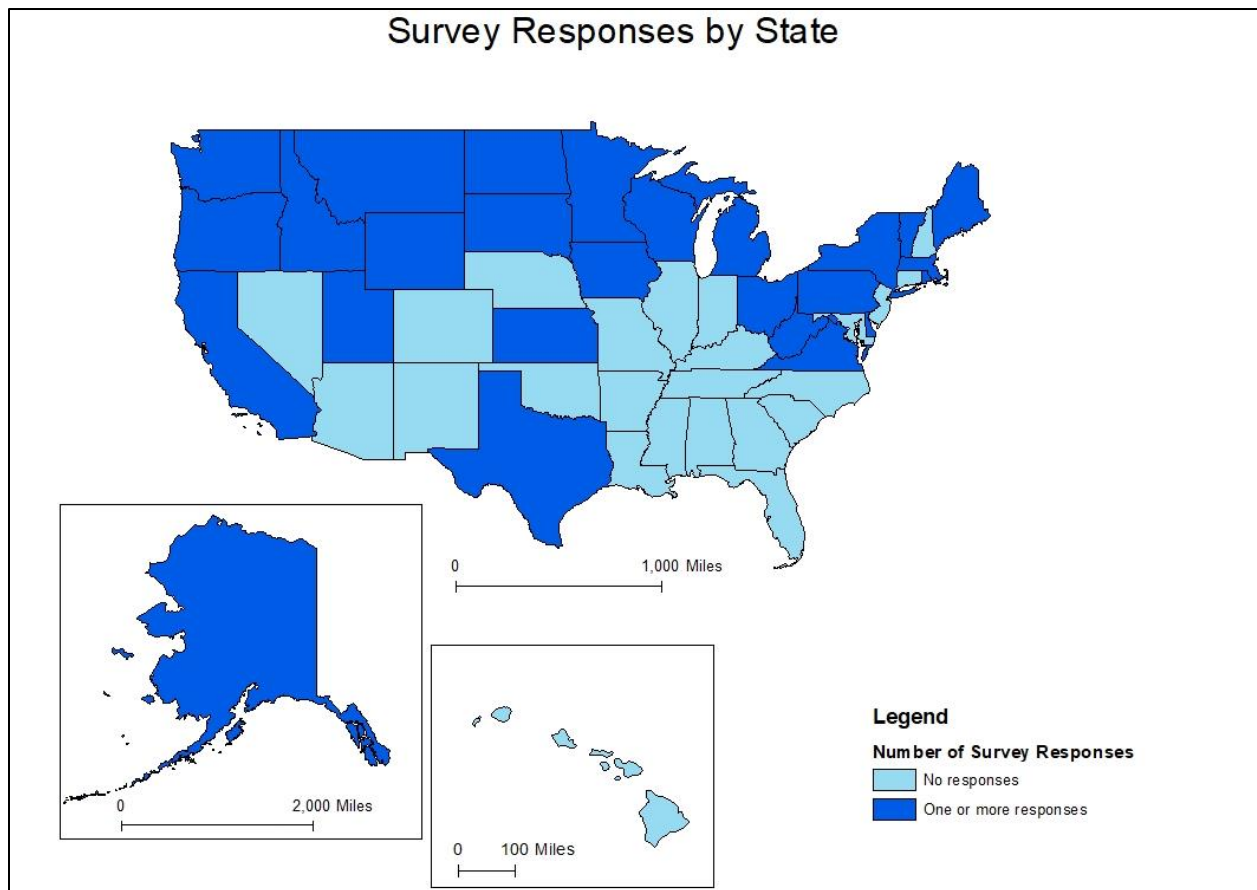 Survey Responses by State
0 1,000 Miles
0 2,000 Miles
0 100 Miles
Legend
Number of Survey Responses
No responses
One or more responses